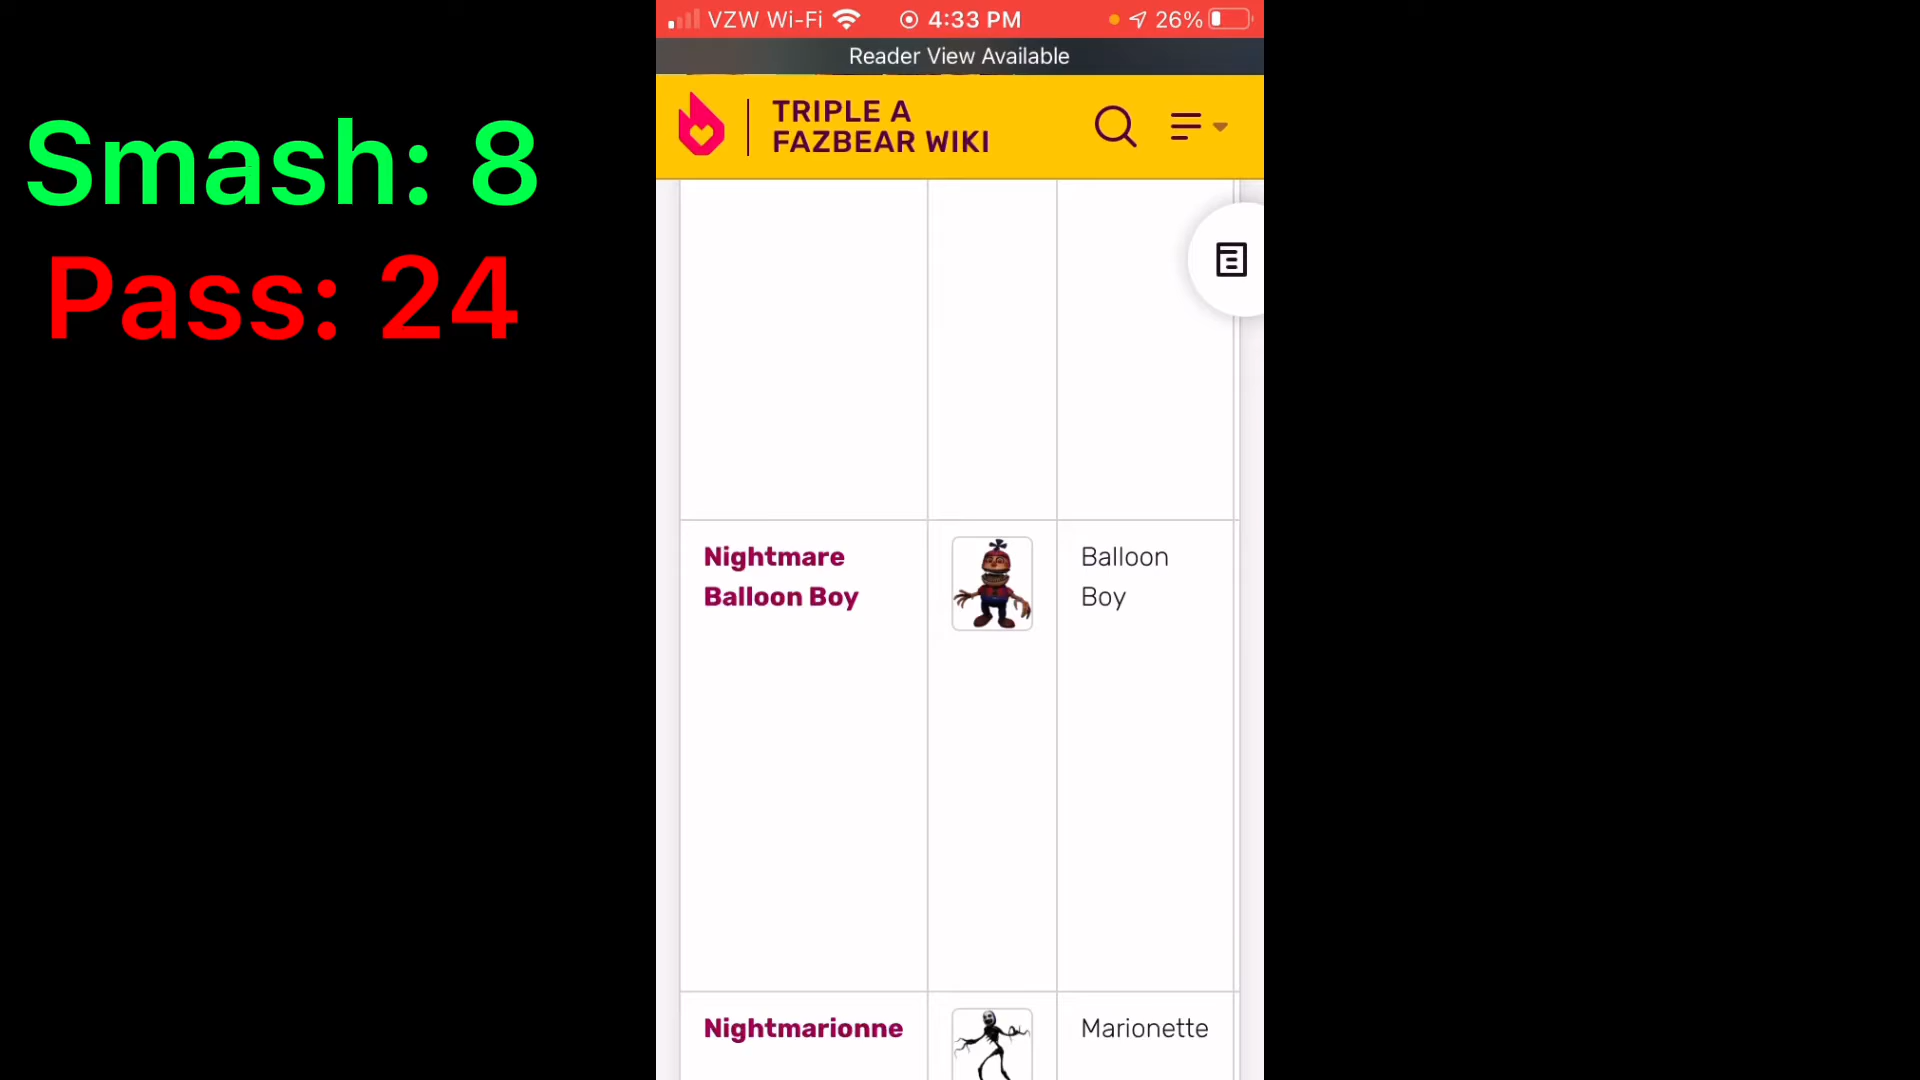 Smash: 8
Pass: 24
VZW Wi-Fi 4:33 PM 26%
Reader View Available
TRIPLE A
FAZBEAR WIKI
Nightmare
Balloon Boy
Balloon
Boy
Nightmarionne
Marionette